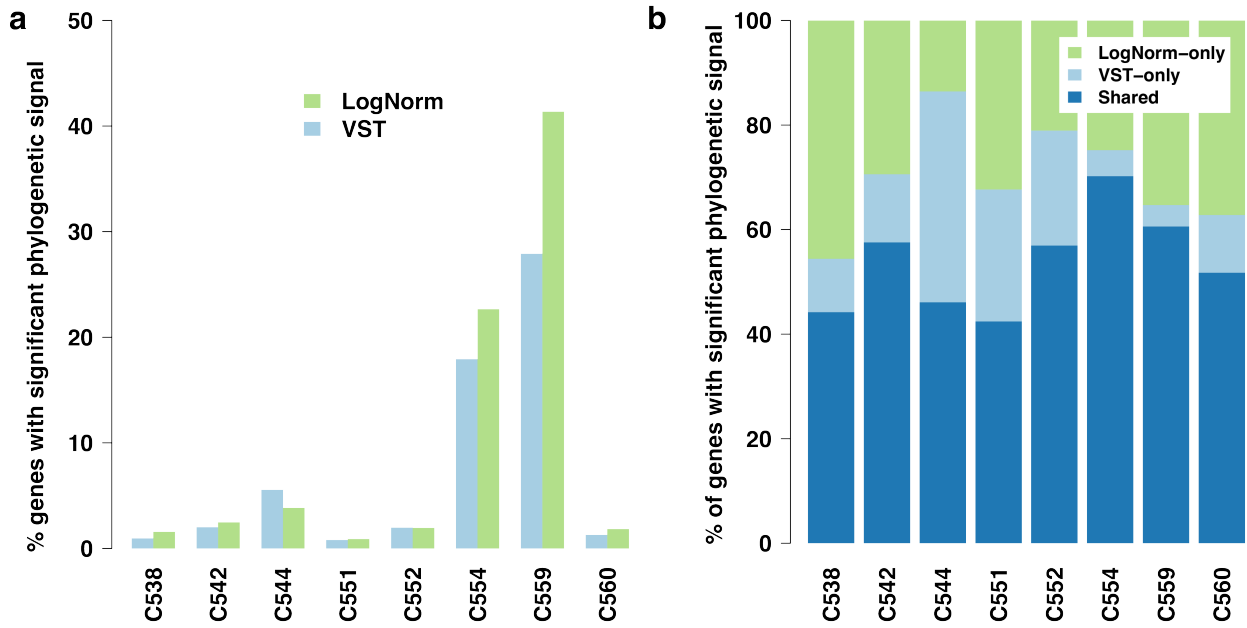 a
% genes with significant phylogenetic signal
50
40
30
20
10
0
LogNorm
VST
C538
C542
C544
C551
C552
C554
C559
C560
b
% of genes with significant phylogenetic signal
100
80
60
40
20
0
LogNorm−only
VST−only
Shared
C538
C542
C544
C551
C552
C554
C559
C560